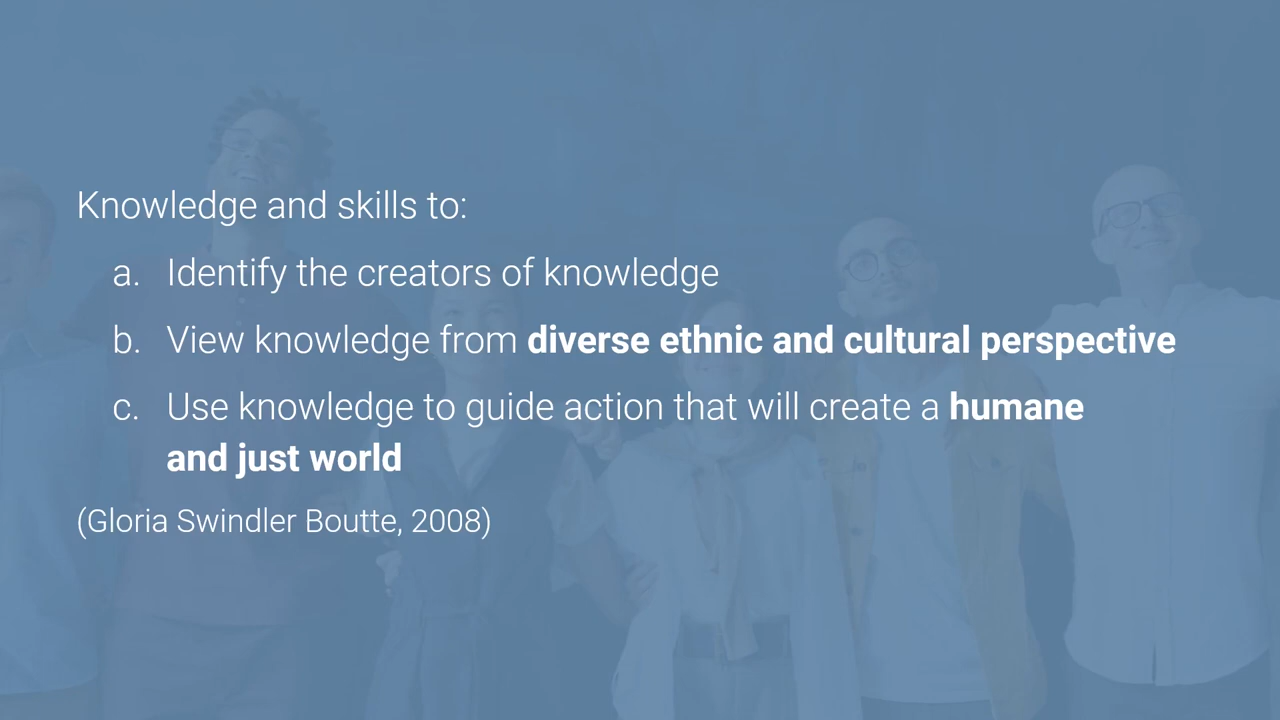 Knowledge and skills to:
a. Identify the creators of knowledge
b. View knowledge from diverse ethnic and cultural perspective
c. Use knowledge to guide action that will create a humane
and just world
(Gloria Swindler Boutte, 2008)